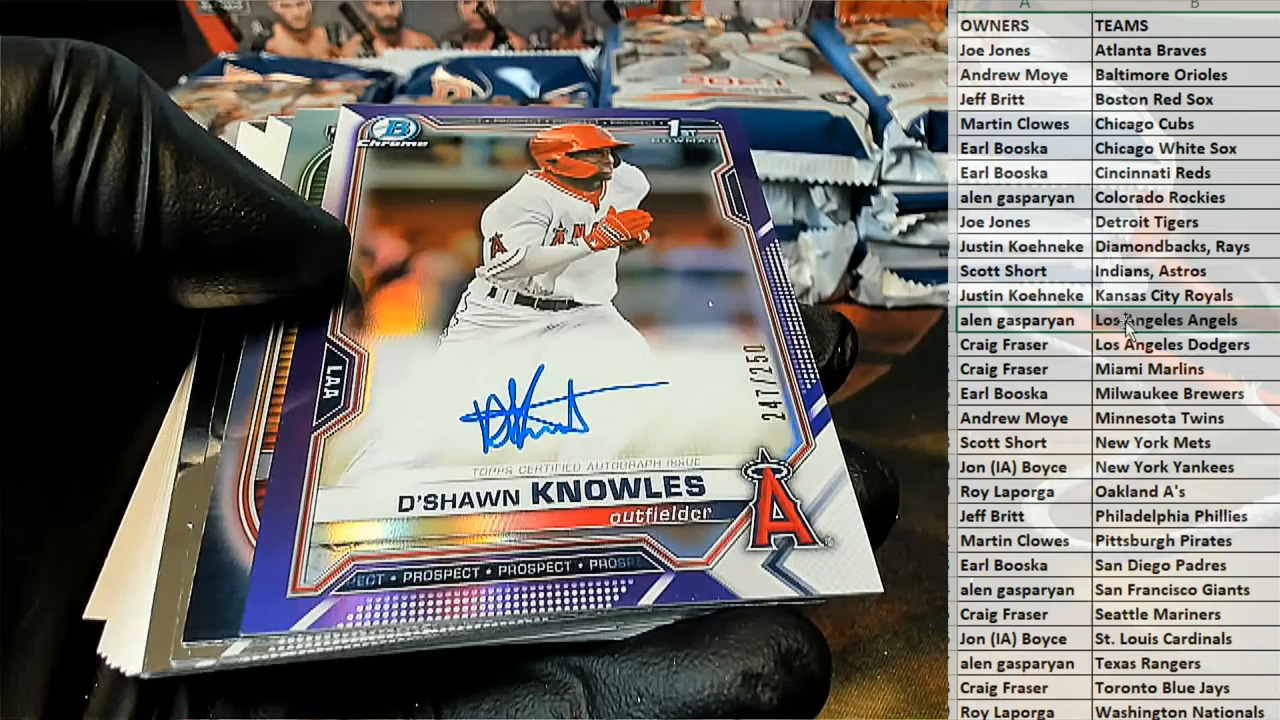 B
Chrome
PROSPECT • PROSPECT • PROSPECT
1ST
BOWMAN
LAA
247/250
TOPPS CERTIFIED AUTOGRAPH ISSUE
D'SHAWN KNOWLES
outfielder
A
PROSPECT • PROSPECT
2021
A B
OWNERS TEAMS
Joe Jones Atlanta Braves
Andrew Moye Baltimore Orioles
Jeff Britt Boston Red Sox
Martin Clowes Chicago Cubs
Earl Booska Chicago White Sox
Earl Booska Cincinnati Reds
alen gasparyan Colorado Rockies
Joe Jones Detroit Tigers
Justin Koehneke Diamondbacks, Rays
Scott Short Indians, Astros
Justin Koehneke Kansas City Royals
alen gasparyan Los Angeles Angels
Craig Fraser Los Angeles Dodgers
Craig Fraser Miami Marlins
Earl Booska Milwaukee Brewers
Andrew Moye Minnesota Twins
Scott Short New York Mets
Jon (IA) Boyce New York Yankees
Roy Laporga Oakland A's
Jeff Britt Philadelphia Phillies
Martin Clowes Pittsburgh Pirates
Earl Booska San Diego Padres
alen gasparyan San Francisco Giants
Craig Fraser Seattle Mariners
Jon (IA) Boyce St. Louis Cardinals
alen gasparyan Texas Rangers
Craig Fraser Toronto Blue Jays
Roy Laporga Washington Nationals